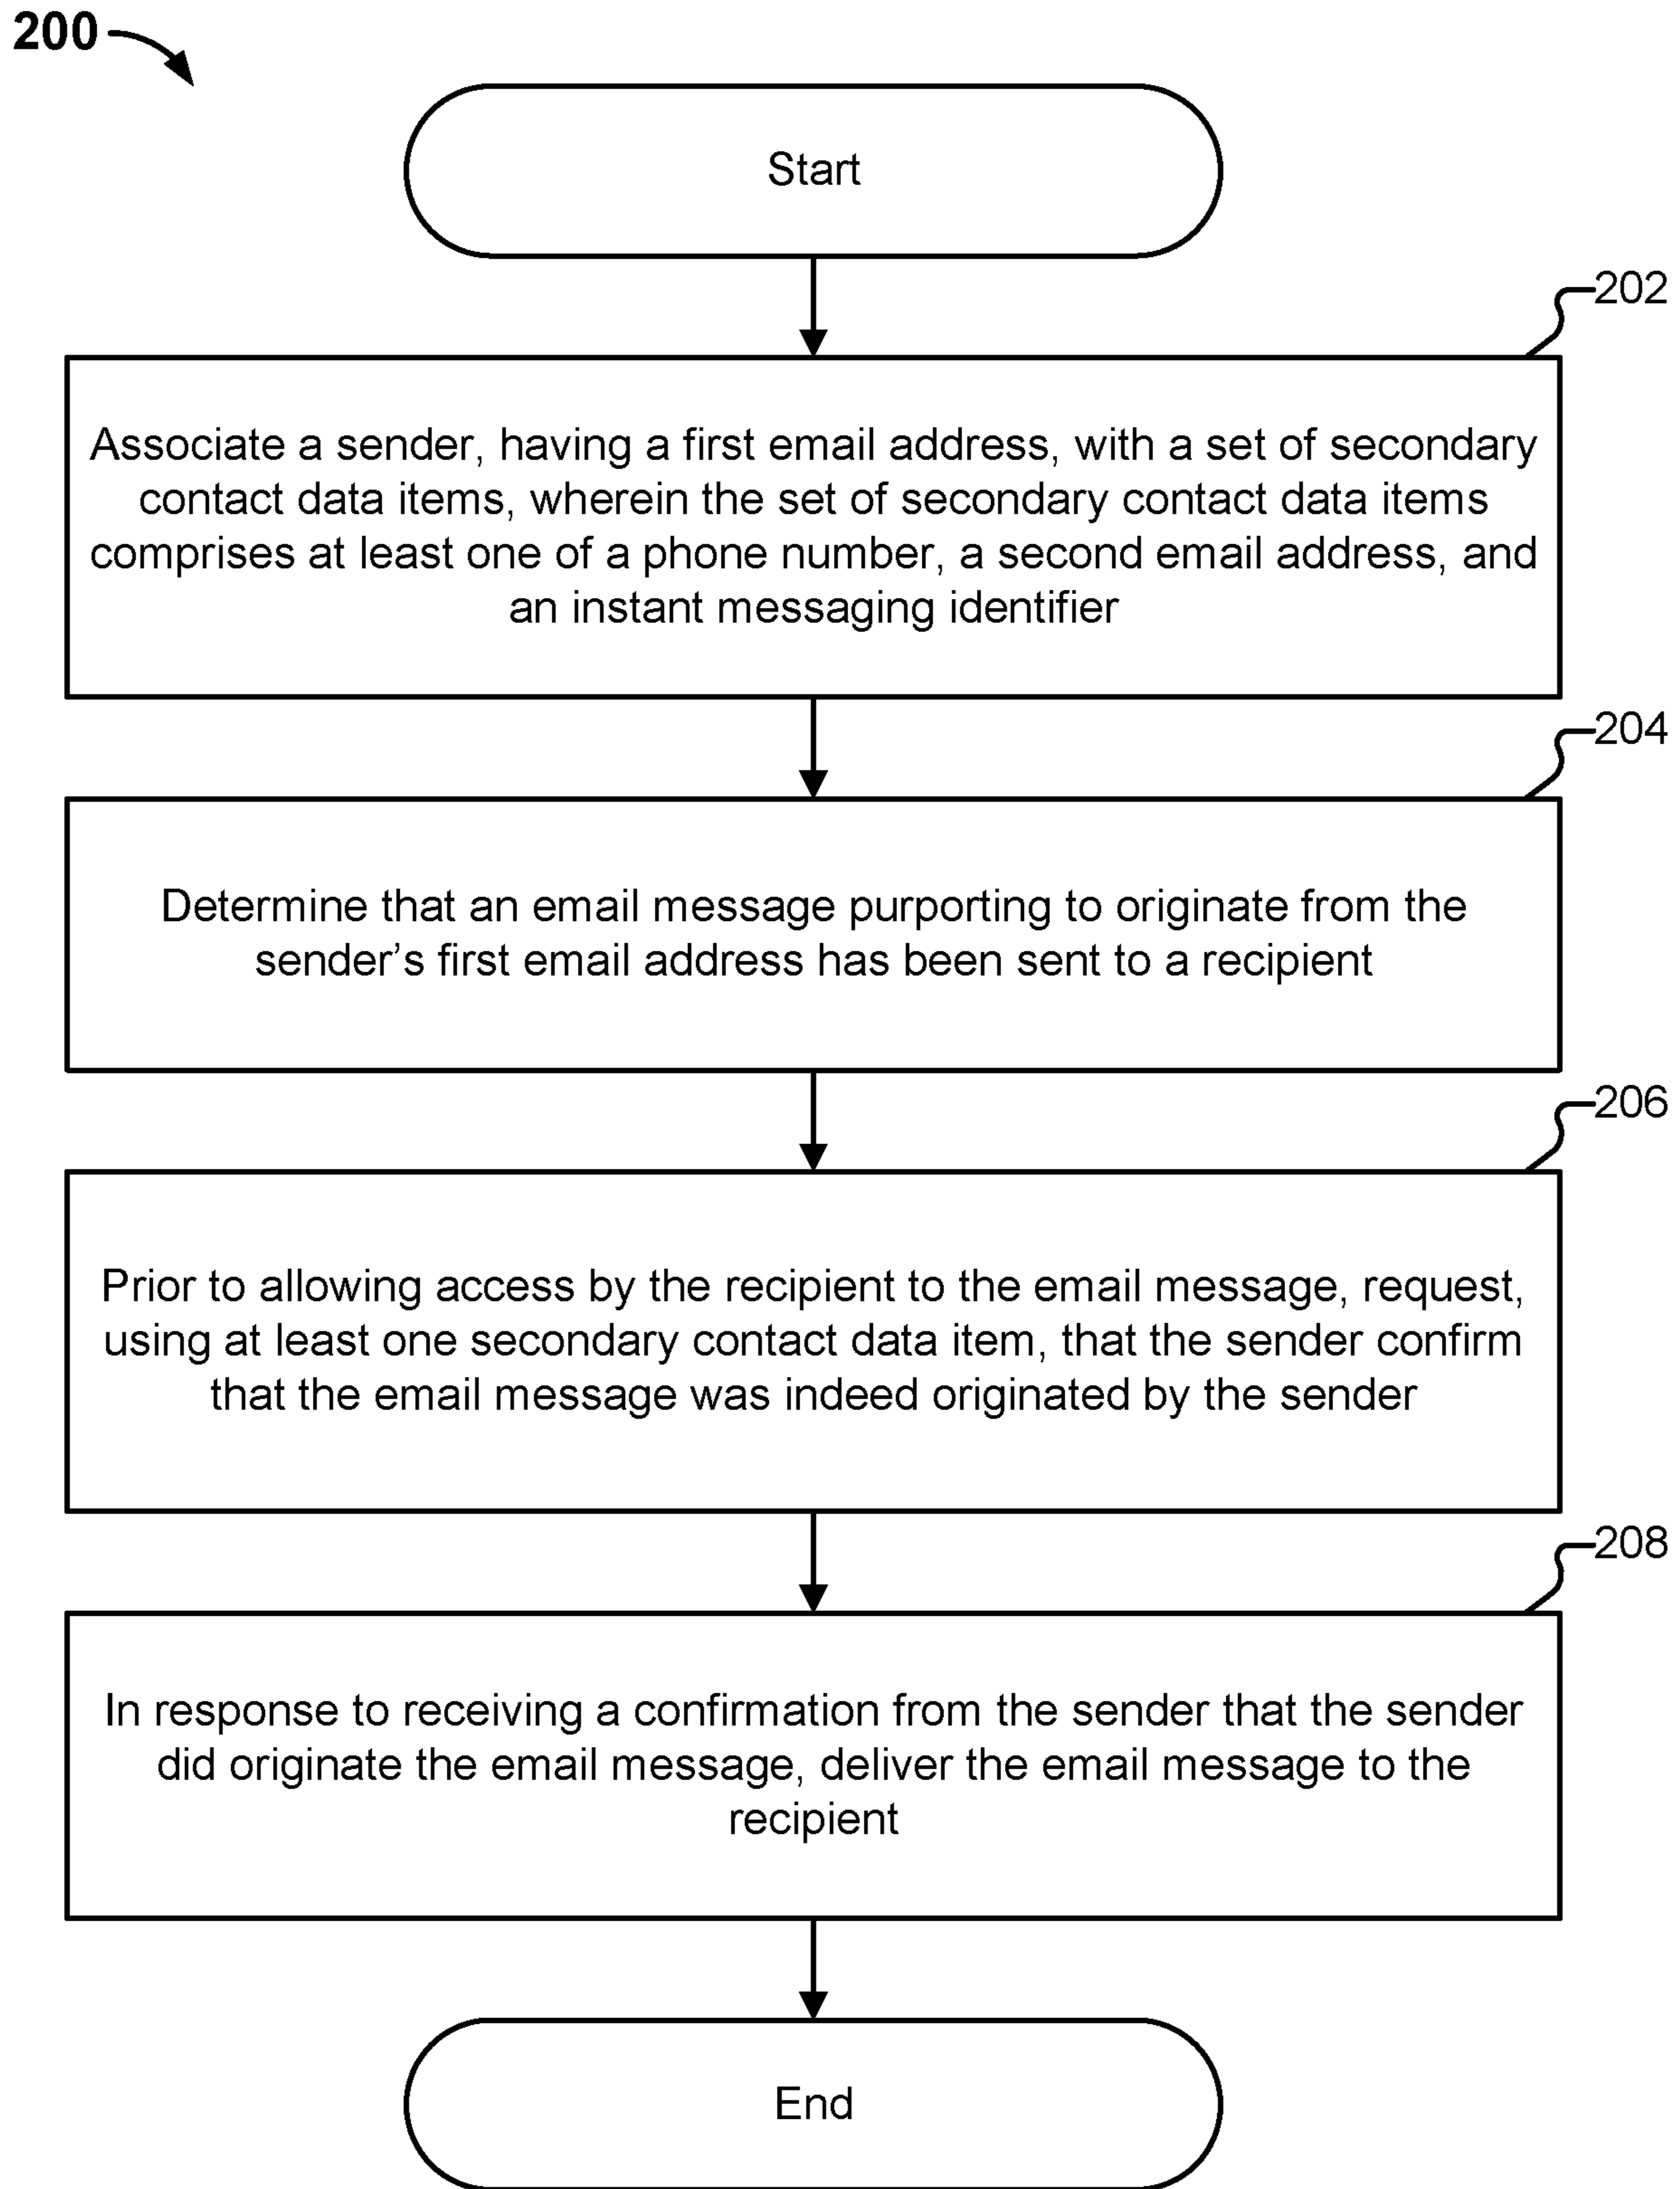 200
Start
202
Associate a sender, having a first email address, with a set of secondary
contact data items, wherein the set of secondary contact data items
comprises at least one of a phone number, a second email address, and
an instant messaging identifier
204
Determine that an email message purporting to originate from the
sender's first email address has been sent to a recipient
206
Prior to allowing access by the recipient to the email message, request,
using at least one secondary contact data item, that the sender confirm
that the email message was indeed originated by the sender
208
In response to receiving a confirmation from the sender that the sender
did originate the email message, deliver the email message to the
recipient
End